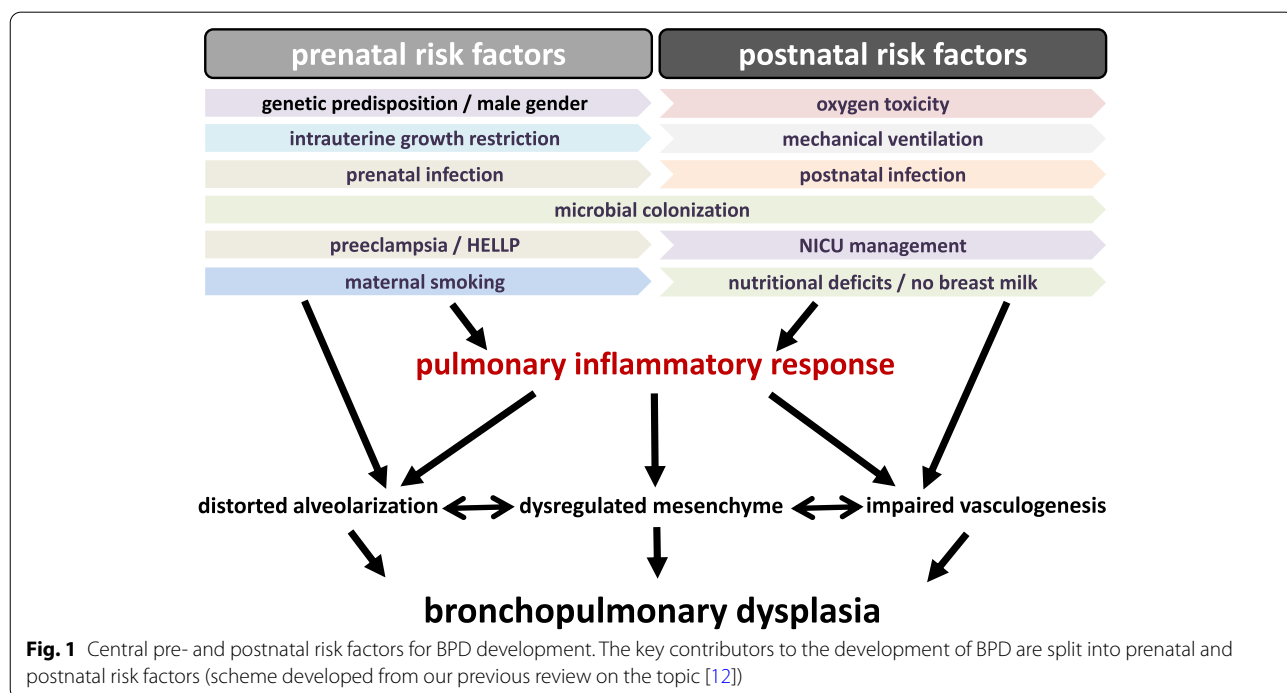 prenatal risk factors
postnatal risk factors
genetic predisposition / male gender
oxygen toxicity
intrauterine growth restriction
mechanical ventilation
prenatal infection
postnatal infection
microbial colonization
preeclampsia / HELLP
NICU management
maternal smoking
nutritional deficits / no breast milk
pulmonary inflammatory response
distorted alveolarization
dysregulated mesenchyme
impaired vasculogenesis
bronchopulmonary dysplasia
Fig. 1 Central pre- and postnatal risk factors for BPD development. The key contributors to the development of BPD are split into prenatal and
postnatal risk factors (scheme developed from our previous review on the topic [12])